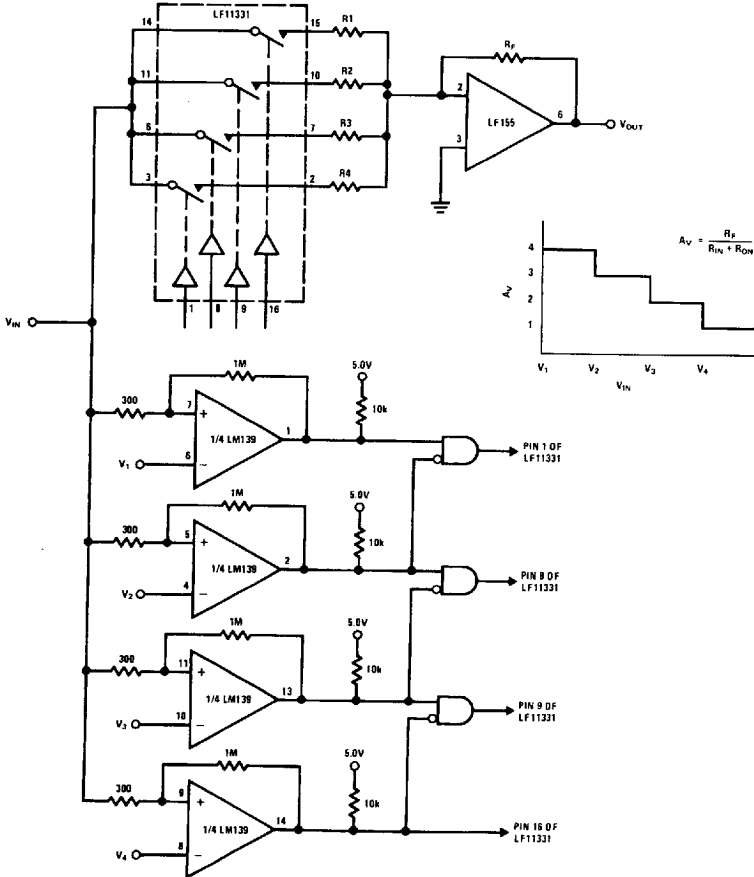 LF11331
14
15
R1
11
10
R2
6
7
R3
3
2
R4
1
8
9
16
RF
2
3
LF155
6
VOUT
AV = RF / RIN + RON
AV
4
3
2
1
V1
V2
V3
V4
VIN
VIN
1M
5.0V
300
7
+
1/4 LM139
1
10k
V1
6
−
PIN 1 OF
LF11331
1M
5.0V
300
5
+
1/4 LM139
2
10k
V2
4
−
PIN 8 OF
LF11331
1M
5.0V
300
11
+
1/4 LM139
13
10k
V3
10
−
PIN 9 OF
LF11331
1M
5.0V
300
9
+
1/4 LM139
14
10k
V4
8
−
PIN 16 OF
LF11331